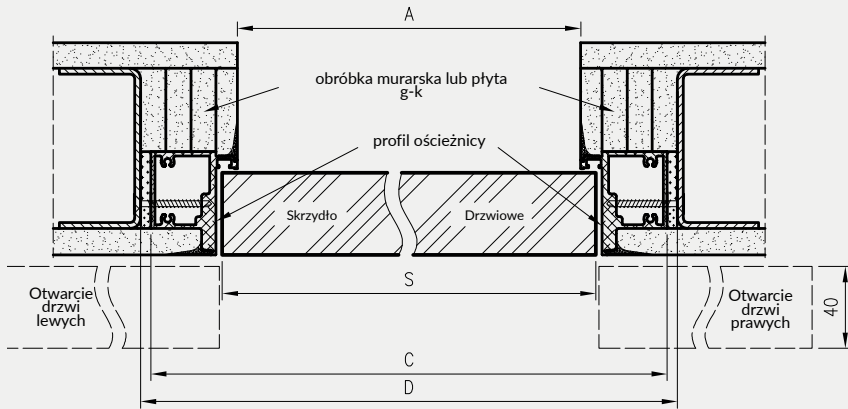 A
obróbka murarska lub płyta
g-k
profil ościeżnicy
Skrzydło
Drzwiowe
S
Otwarcie
drzwi
lewych
Otwarcie
drzwi
prawych
40
C
D